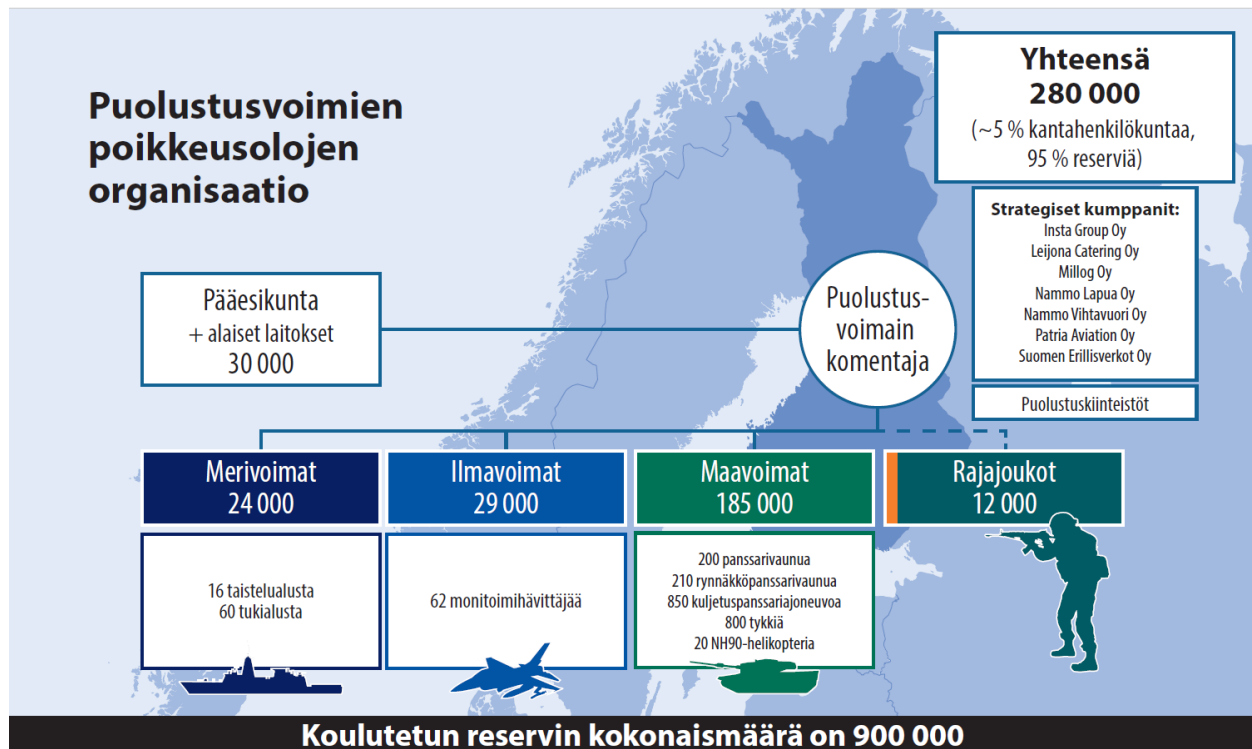 Puolustusvoimien
poikkeusolojen
organisaatio
Yhteensä
280 000
(~5 % kantahenkilökuntaa,
95 % reserviä)
Strategiset kumppanit:
Insta Group Oy
Leijona Catering Oy
Millog Oy
Nammo Lapua Oy
Nammo Vihtavuori Oy
Patria Aviation Oy
Suomen Erillisverkot Oy
Puolustuskiinteistöt
Pääesikunta
+ alaiset laitokset
30 000
Puolustus-
voimain
komentaja
Merivoimat
24 000
16 taistelualusta
60 tukialusta
Ilmavoimat
29 000
62 monitoimihävittäjää
Maavoimat
185 000
200 panssarivaunua
210 rynnäkköpanssarivaunua
850 kuljetuspanssariajoneuvoa
800 tykkiä
20 NH90-helikopteria
Rajajoukot
12 000
Koulutetun reservin kokonaismäärä on 900 000